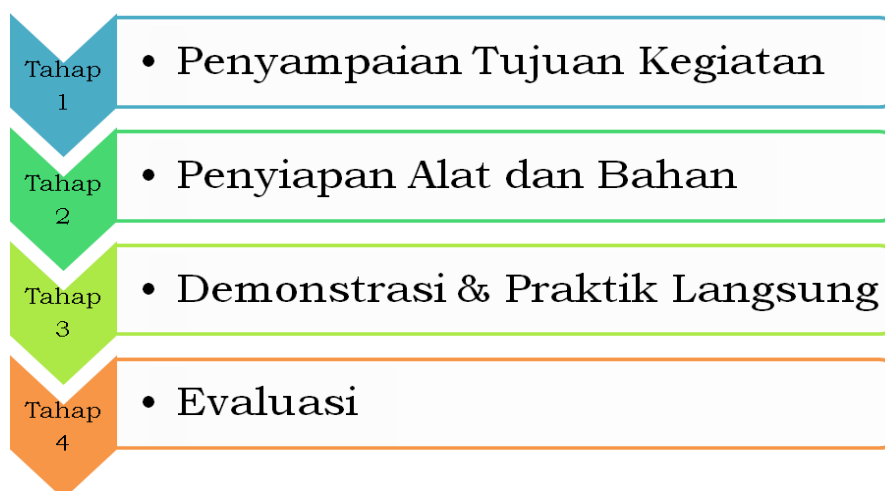 Tahap
1
• Penyampaian Tujuan Kegiatan
Tahap
2
• Penyiapan Alat dan Bahan
Tahap
3
• Demonstrasi & Praktik Langsung
Tahap
4
• Evaluasi